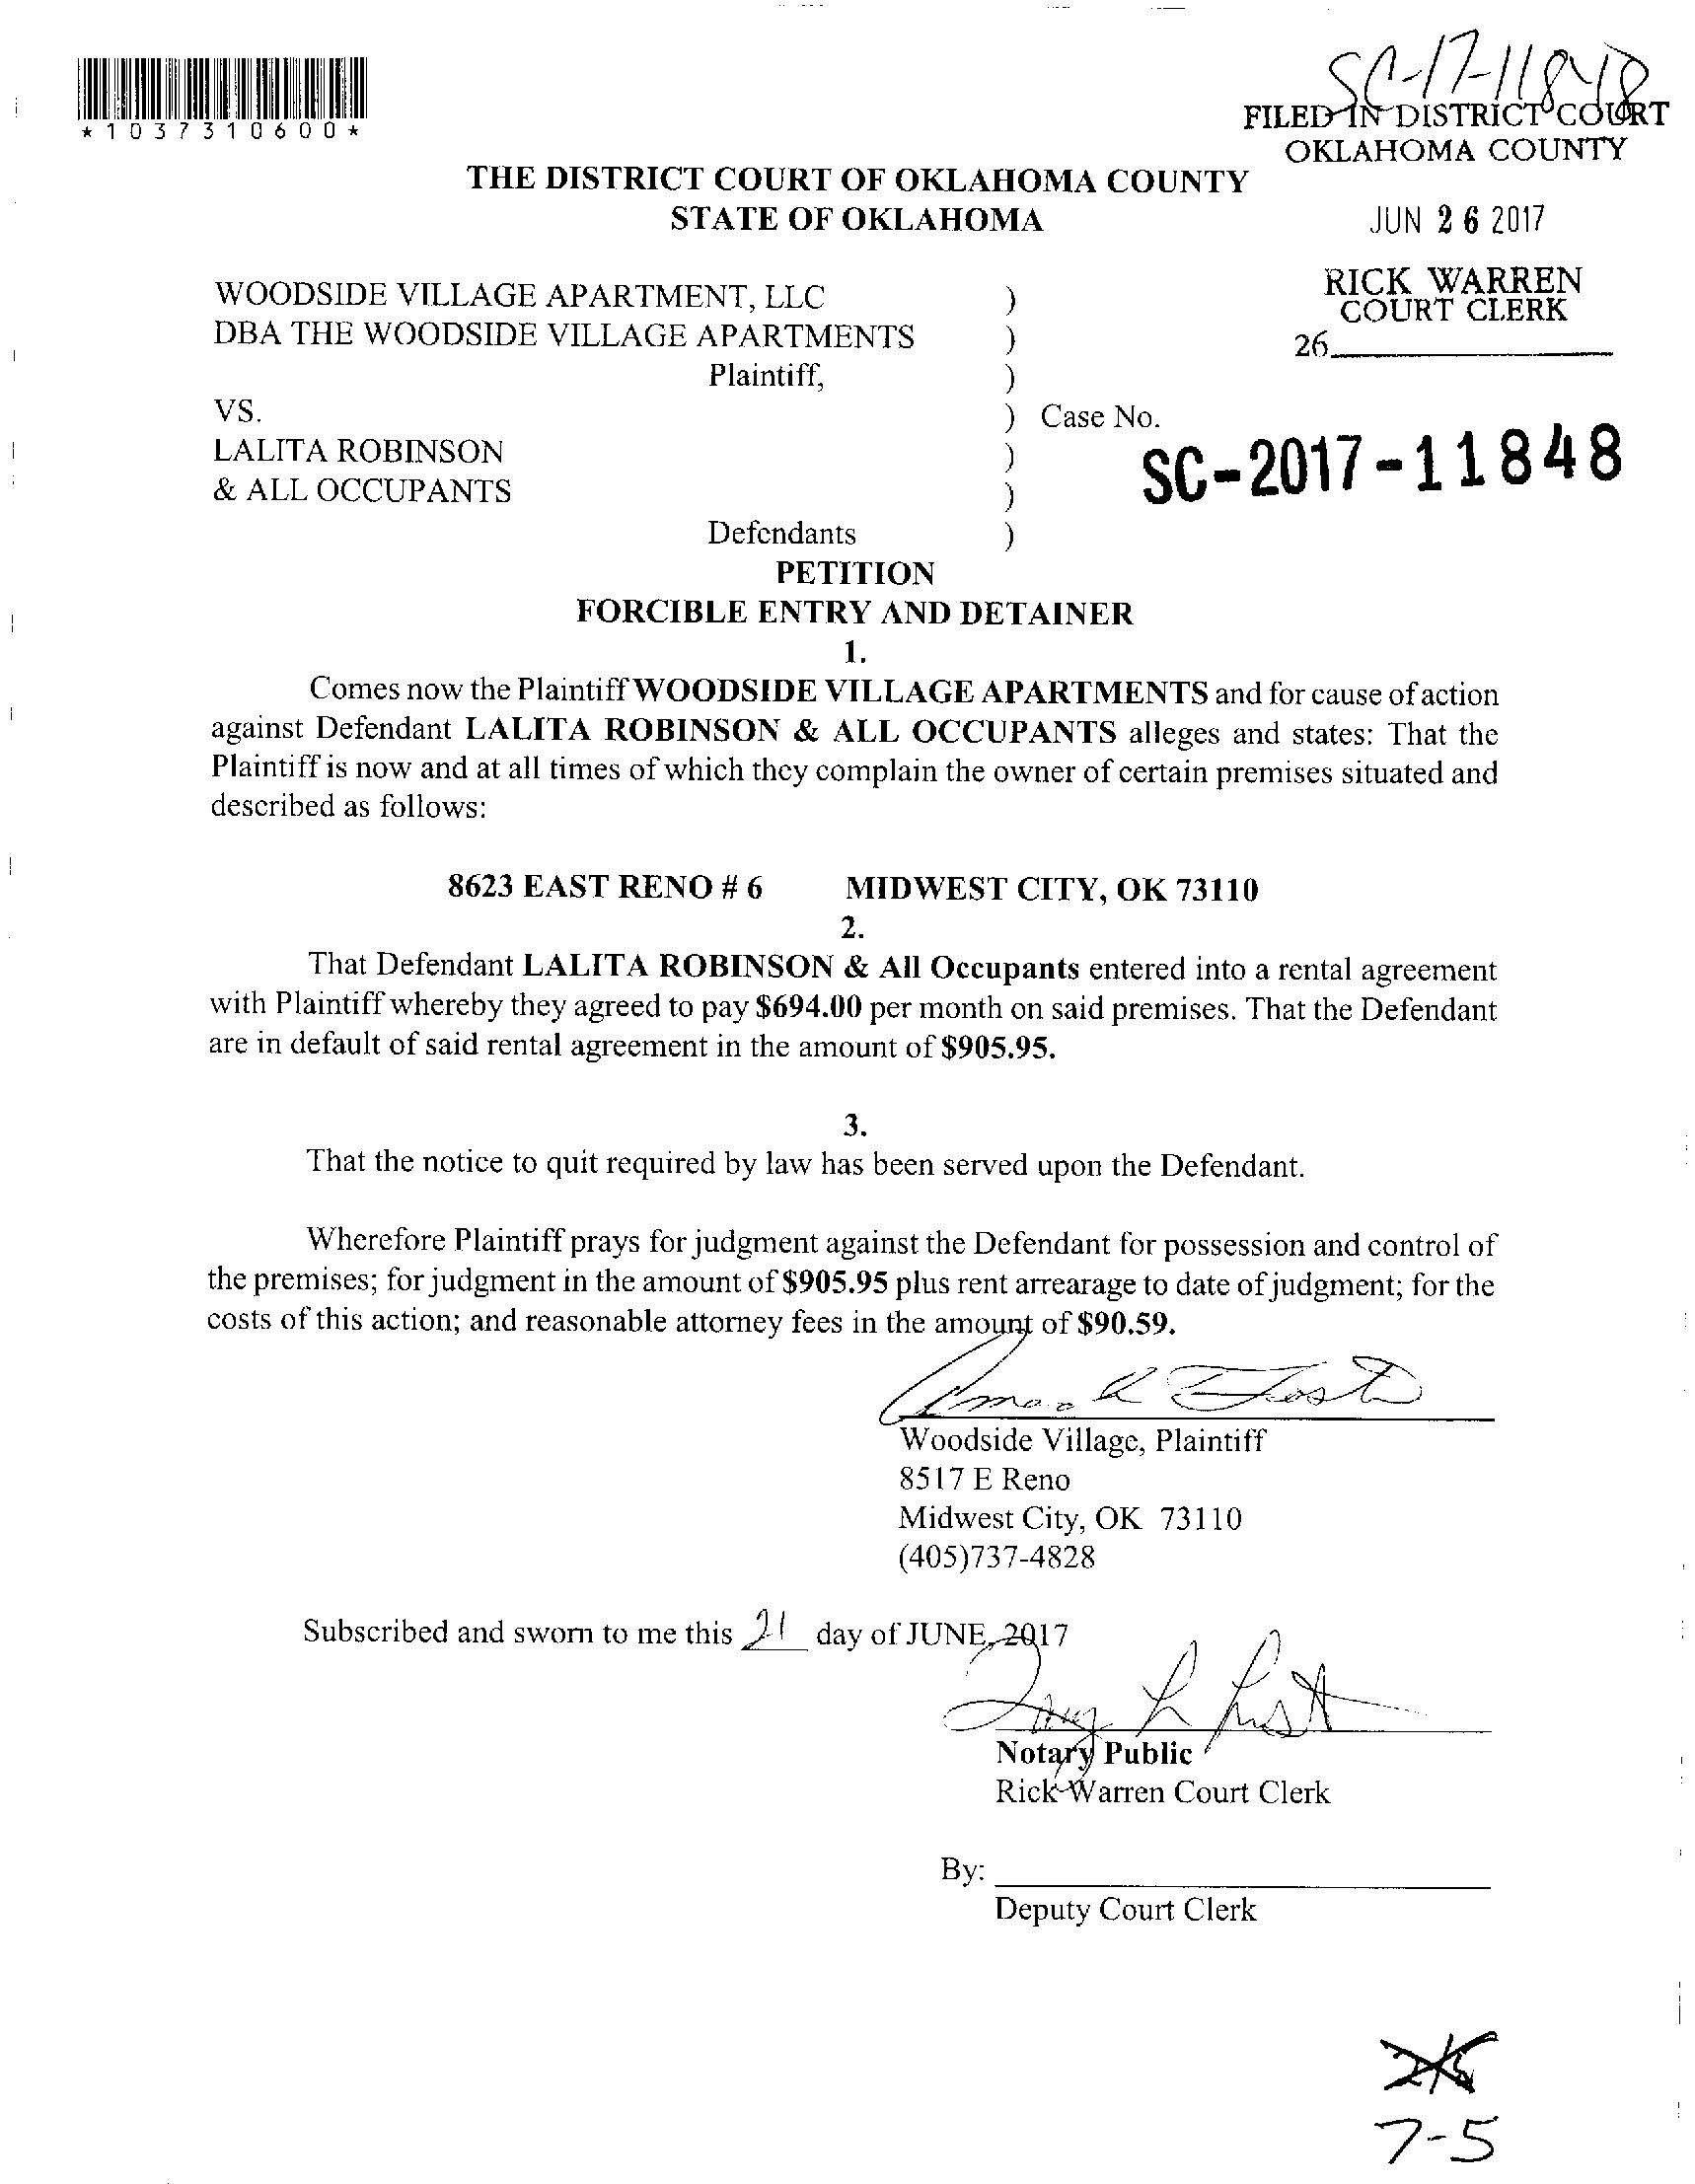 SC-17-11848
*1037310600*
FILED IN DISTRICT COURT
OKLAHOMA COUNTY
THE DISTRICT COURT OF OKLAHOMA COUNTY
STATE OF OKLAHOMA
JUN 26 2017
RICK WARREN
COURT CLERK
26
WOODSIDE VILLAGE APARTMENT, LLC )
DBA THE WOODSIDE VILLAGE APARTMENTS )
Plaintiff, )
VS. ) Case No.
LALITA ROBINSON )
SC-2017-11848
& ALL OCCUPANTS )
Defendants )
PETITION
FORCIBLE ENTRY AND DETAINER
1.
Comes now the Plaintiff WOODSIDE VILLAGE APARTMENTS and for cause of action
against Defendant LALITA ROBINSON & ALL OCCUPANTS alleges and states: That the
Plaintiff is now and at all times of which they complain the owner of certain premises situated and
described as follows:
8623 EAST RENO # 6 MIDWEST CITY, OK 73110
2.
That Defendant LALITA ROBINSON & All Occupants entered into a rental agreement
with Plaintiff whereby they agreed to pay $694.00 per month on said premises. That the Defendant
are in default of said rental agreement in the amount of $905.95.
3.
That the notice to quit required by law has been served upon the Defendant.
Wherefore Plaintiff prays for judgment against the Defendant for possession and control of
the premises; for judgment in the amount of $905.95 plus rent arrearage to date of judgment; for the
costs of this action; and reasonable attorney fees in the amount of $90.59.
Woodside Village, Plaintiff
8517 E Reno
Midwest City, OK 73110
(405)737-4828
Subscribed and sworn to me this 21 day of JUNE, 2017
Notary Public
Rick Warren Court Clerk
By:
Deputy Court Clerk
7-5